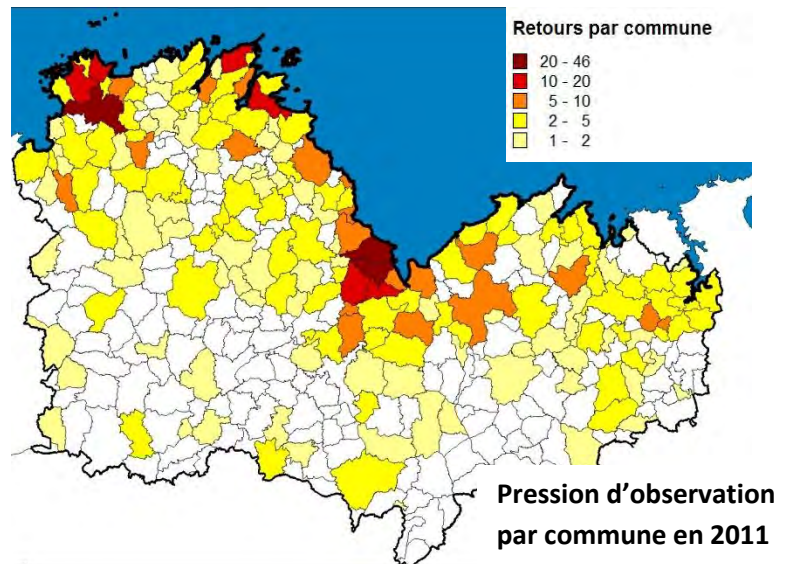 Retours par commune
20 - 46
10 - 20
5 - 10
2 - 5
1 - 2
Pression d’observation
par commune en 2011